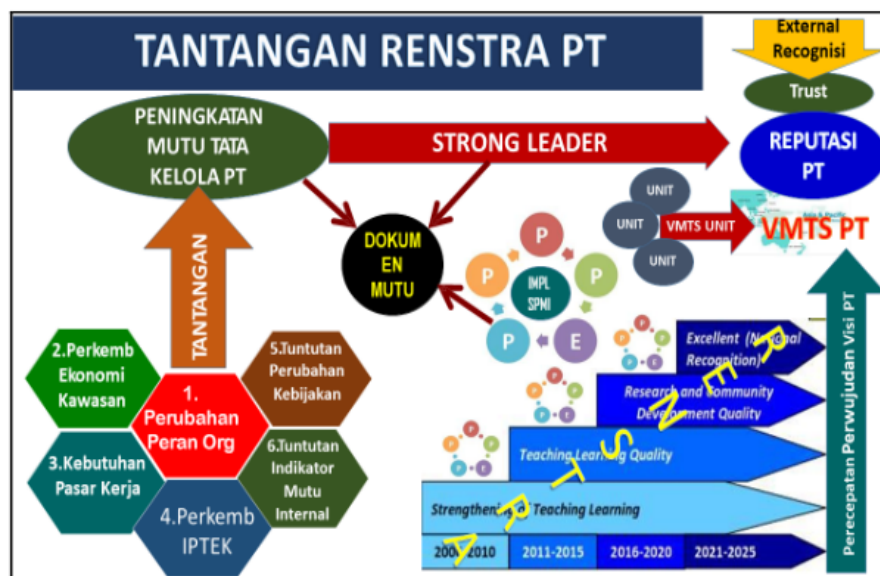 TANTANGAN RENSTRA PT
External
Recognisi
Trust
REPUTASI
PT
PENINGKATAN
MUTU TATA
KELOLA PT
STRONG LEADER
UNIT
UNIT
UNIT
VMTS UNIT
VMTS PT
DOKUM
EN
MUTU
P
P
P
E
P
IMPL
SPMI
TANTANGAN
2.Perkemb
Ekonomi
Kawasan
1.
Perubahan
Peran Org
5.Tuntutan
Perubahan
Kebijakan
3.Kebutuhan
Pasar Kerja
6.Tuntutan
Indikator
Mutu
Internal
4.Perkemb
IPTEK
RENSTRA
Excellent (National
Recognition)
Research and Community
Development Quality
Teaching Learning Quality
Strengthening of Teaching Learning
2011-2015
2016-2020
2021-2025
Perecepatan Perwujudan Visi PT